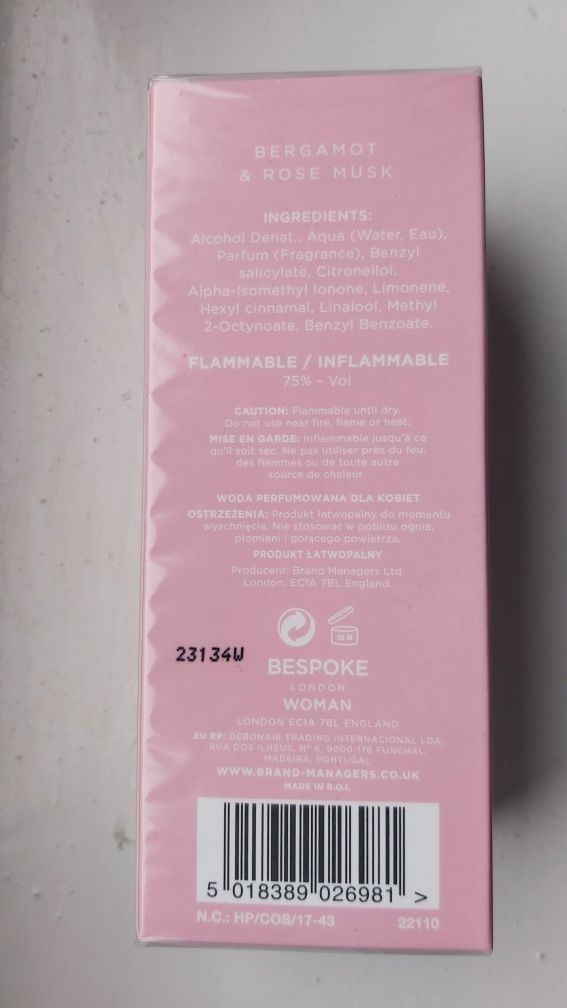 BERGAMOT
& ROSE MUSK
INGREDIENTS:
Alcohol Denat., Aqua (Water, Eau),
Parfum (Fragrance), Benzyl
salicylate, Citronellol,
Alpha-Isomethyl Ionone, Limonene,
Hexyl cinnamal, Linalool, Methyl
2-Octynoate, Benzyl Benzoate.
FLAMMABLE / INFLAMMABLE
75% - Vol
CAUTION: Flammable until dry.
Do not use near fire, flame or heat.
MISE EN GARDE: Inflammable jusqu'à ce
qu'il soit sec. Ne pas utiliser près du feu,
des flammes ou de toute autre
source de chaleur.
WODA PERFUMOWANA DLA KOBIET
OSTRZEŻENIA: Produkt łatwopalny do momentu
wyschnięcia. Nie stosować w pobliżu ognia,
płomieni i gorącego powietrza.
PRODUKT ŁATWOPALNY
Producent: Brand Managers Ltd.
London. EC1A 7BL England.
36 M
23134W
BESPOKE
LONDON
WOMAN
LONDON EC1A 7BL ENGLAND
EU RP: DEBONAIR TRADING INTERNACIONAL LDA,
RUA DOS ILHÉUS, Nº 6, 9000-176 FUNCHAL,
MADEIRA, PORTUGAL
WWW.BRAND-MANAGERS.CO.UK
MADE IN R.O.I.
5 018389 026981 >
N.C.: HP/COS/17-43 22110